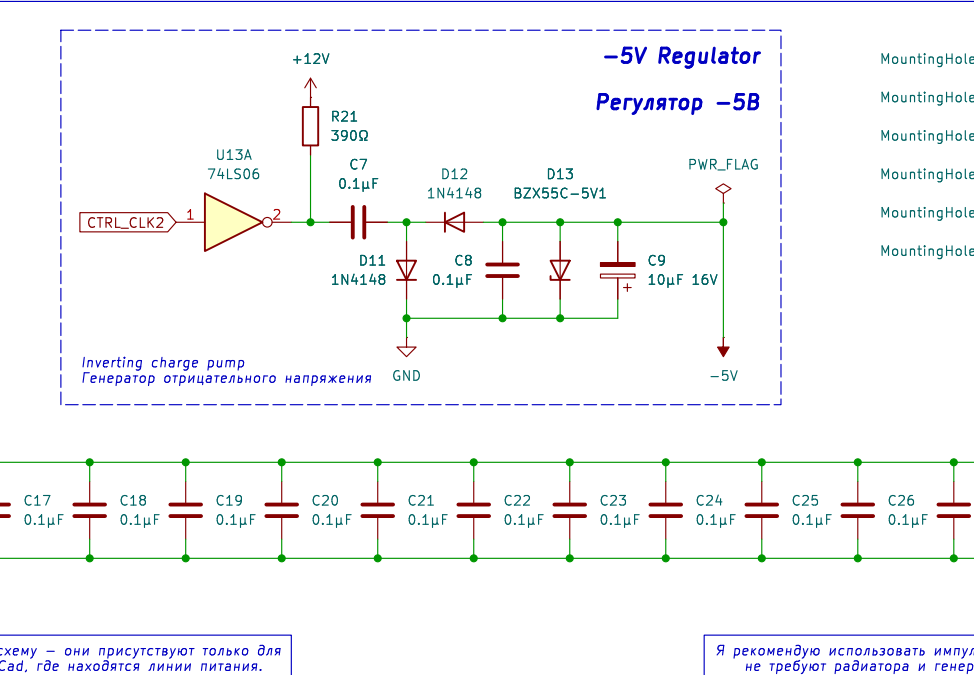 −5V Regulator
Регулятор −5В
+12V
R21
390Ω
U13A
74LS06
C7
0.1µF
D12
1N4148
D13
BZX55C−5V1
PWR_FLAG
CTRL_CLK2
1
2
D11
1N4148
C8
0.1µF
C9
10µF 16V
+
Inverting charge pump
Генератор отрицательного напряжения
GND
−5V
MountingHole
MountingHole
MountingHole
MountingHole
MountingHole
MountingHole
C17
0.1µF
C18
0.1µF
C19
0.1µF
C20
0.1µF
C21
0.1µF
C22
0.1µF
C23
0.1µF
C24
0.1µF
C25
0.1µF
C26
0.1µF
схему — они присутствуют только для
Cad, где находятся линии питания.
Я рекомендую использовать импул
не требуют радиатора и генер